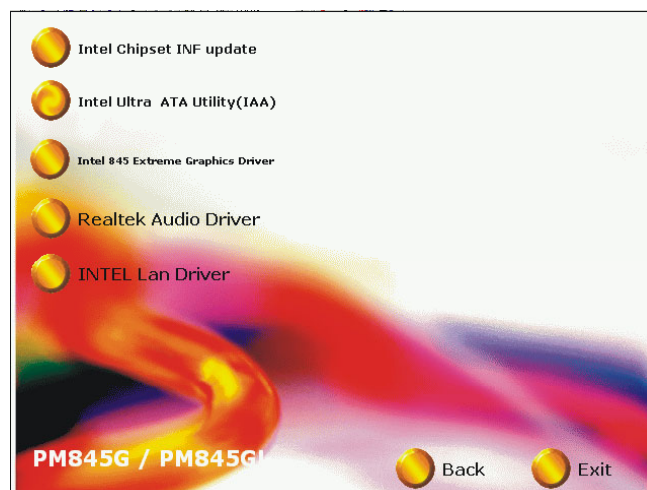 Intel Chipset INF update
Intel Ultra ATA Utility(IAA)
Intel 845 Extreme Graphics Driver
Realtek Audio Driver
INTEL Lan Driver
PM845G / PM845GL
Back
Exit